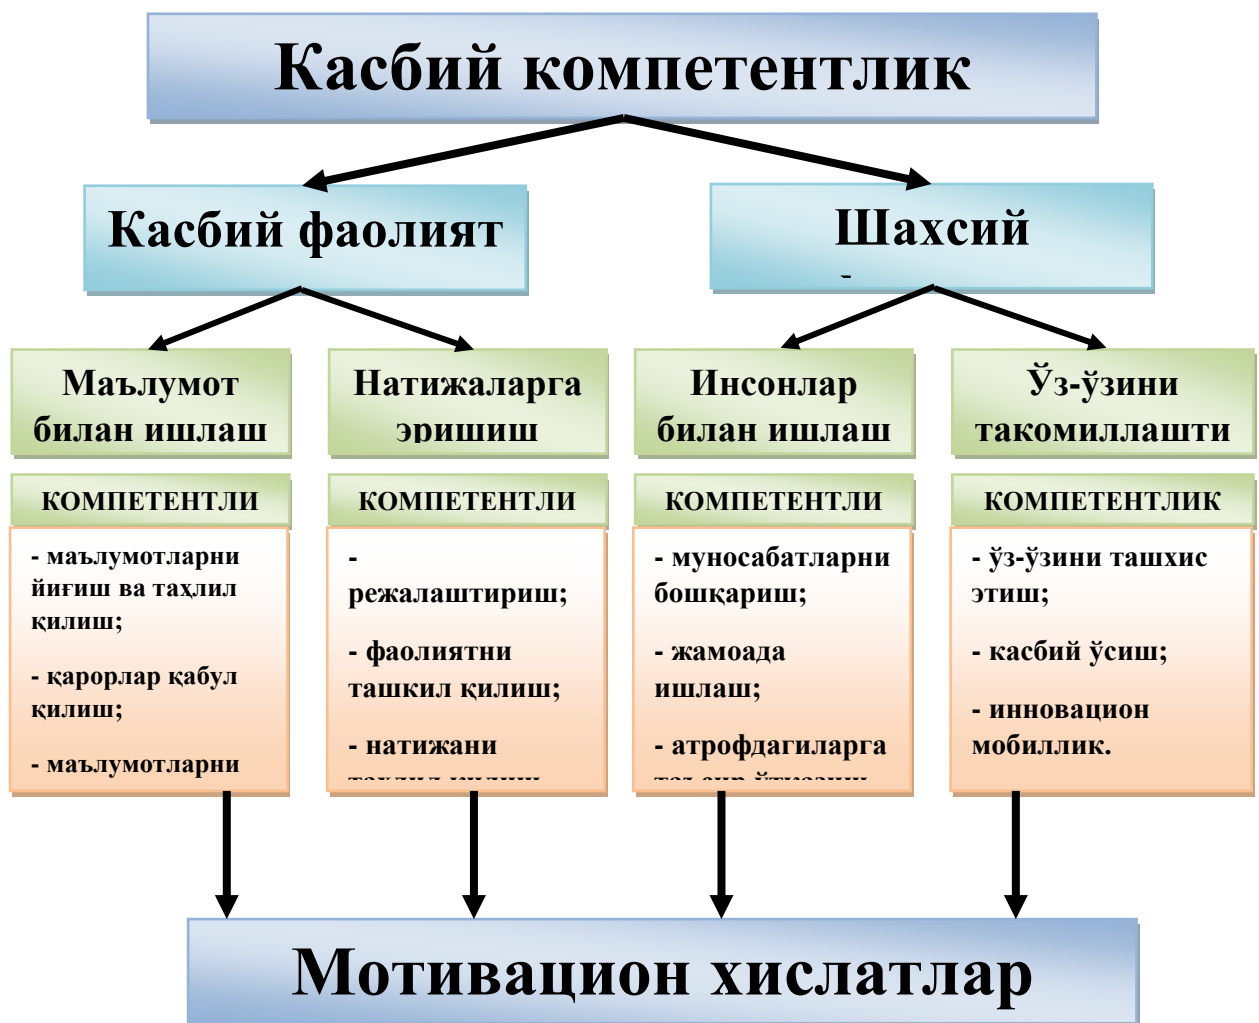 Касбий компетентлик
Касбий фаолият
Шахсий
Маълумот
билан ишлаш
Натижаларга
эришиш
Инсонлар
билан ишлаш
Ўз-ўзини
такомиллашти
КОМПЕТЕНТЛИ
КОМПЕТЕНТЛИ
КОМПЕТЕНТЛИ
КОМПЕТЕНТЛИК
- маълумотларни
йиғиш ва таҳлил
қилиш;
- қарорлар қабул
қилиш;
- маълумотларни
-
режалаштириш;
- фаолиятни
ташкил қилиш;
- натижани
- муносабатларни
бошқариш;
- жамоада
ишлаш;
- атрофдагиларга
- ўз-ўзини ташхис
этиш;
- касбий ўсиш;
- инновацион
мобиллик.
Мотивацион хислатлар